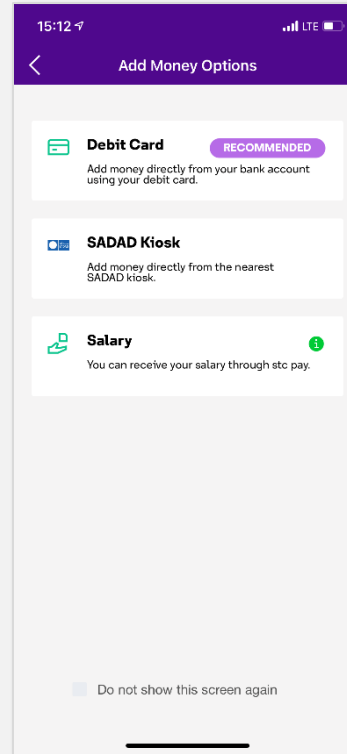 15:12
LTE
Add Money Options
Debit Card
RECOMMENDED
Add money directly from your bank account
using your debit card.
SADAD Kiosk
Add money directly from the nearest
SADAD kiosk.
Salary
You can receive your salary through stc pay.
Do not show this screen again